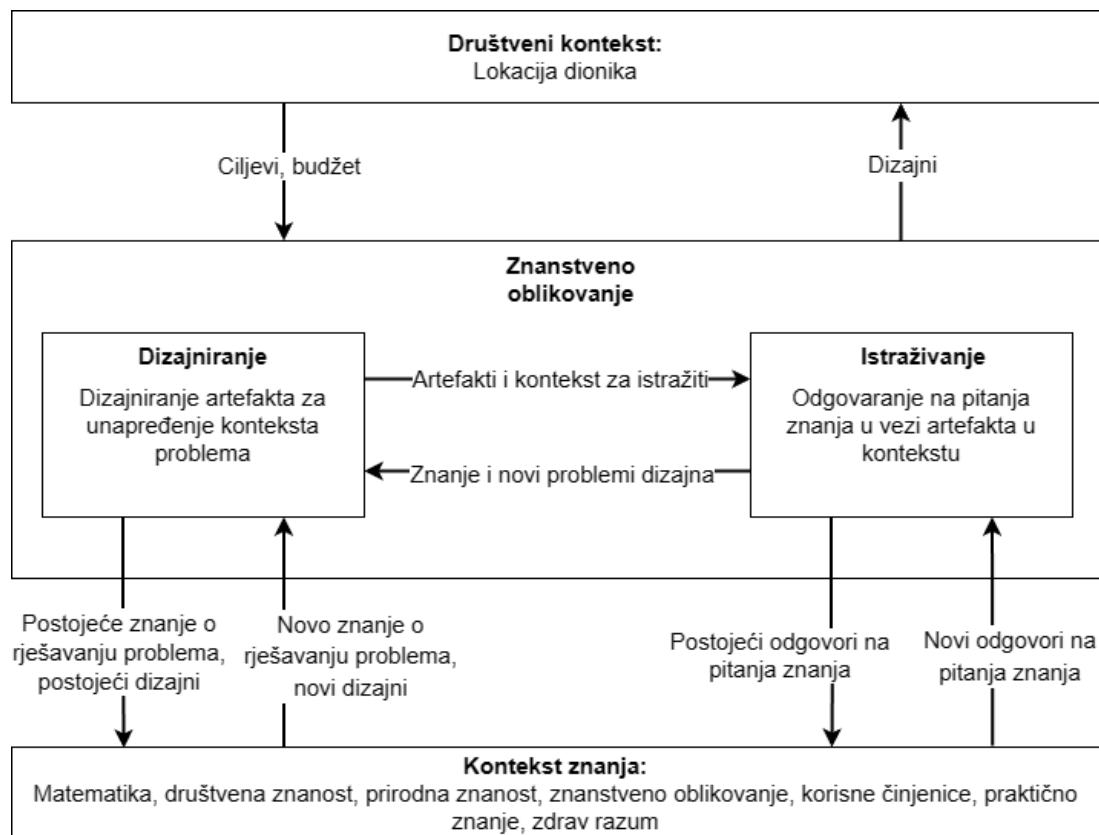 Društveni kontekst:
Lokacija dionika
Ciljevi, budžet
Dizajni
Znanstveno
oblikovanje
Dizajniranje
Dizajniranje artefakta za
unapređenje konteksta
problema
Artefakti i kontekst za istražiti
Znanje i novi problemi dizajna
Istraživanje
Odgovaranje na pitanja
znanja u vezi artefakta u
kontekstu
Postojeće znanje o
rješavanju problema,
postojeći dizajni
Novo znanje o
rješavanju problema,
novi dizajni
Postojeći odgovori na
pitanja znanja
Novi odgovori na
pitanja znanja
Kontekst znanja:
Matematika, društvena znanost, prirodna znanost, znanstveno oblikovanje, korisne činjenice, praktično
znanje, zdrav razum